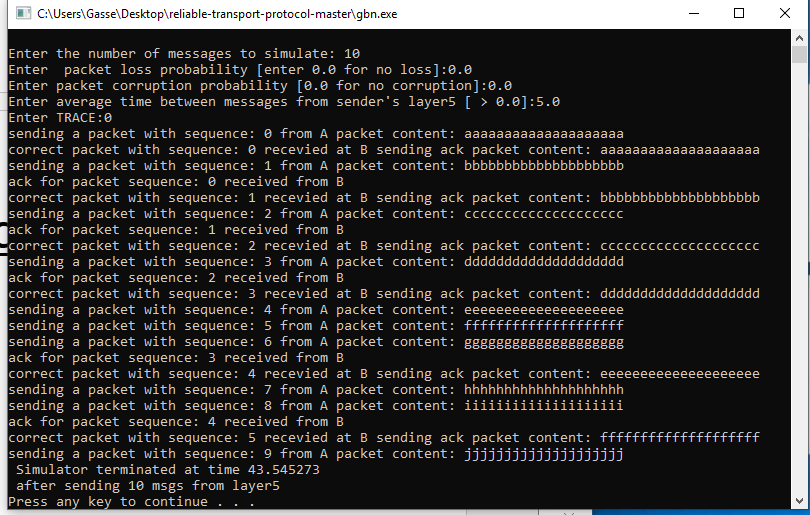 C:\Users\Gasse\Desktop\reliable-transport-protocol-master\gbn.exe
Enter the number of messages to simulate: 10
Enter  packet loss probability [enter 0.0 for no loss]:0.0
Enter packet corruption probability [0.0 for no corruption]:0.0
Enter average time between messages from sender's layer5 [ > 0.0]:5.0
Enter TRACE:0
sending a packet with sequence: 0 from A packet content: aaaaaaaaaaaaaaaaaaaa
correct packet with sequence: 0 recevied at B sending ack packet content: aaaaaaaaaaaaaaaaaaaa
sending a packet with sequence: 1 from A packet content: bbbbbbbbbbbbbbbbbbbb
ack for packet sequence: 0 received from B
correct packet with sequence: 1 recevied at B sending ack packet content: bbbbbbbbbbbbbbbbbbbb
sending a packet with sequence: 2 from A packet content: cccccccccccccccccccc
ack for packet sequence: 1 received from B
correct packet with sequence: 2 recevied at B sending ack packet content: cccccccccccccccccccc
sending a packet with sequence: 3 from A packet content: dddddddddddddddddddd
ack for packet sequence: 2 received from B
correct packet with sequence: 3 recevied at B sending ack packet content: dddddddddddddddddddd
sending a packet with sequence: 4 from A packet content: eeeeeeeeeeeeeeeeeeee
sending a packet with sequence: 5 from A packet content: ffffffffffffffffffff
sending a packet with sequence: 6 from A packet content: gggggggggggggggggggg
ack for packet sequence: 3 received from B
correct packet with sequence: 4 recevied at B sending ack packet content: eeeeeeeeeeeeeeeeeeee
sending a packet with sequence: 7 from A packet content: hhhhhhhhhhhhhhhhhhhh
sending a packet with sequence: 8 from A packet content: iiiiiiiiiiiiiiiiiiii
ack for packet sequence: 4 received from B
correct packet with sequence: 5 recevied at B sending ack packet content: ffffffffffffffffffff
sending a packet with sequence: 9 from A packet content: jjjjjjjjjjjjjjjjjjjj
 Simulator terminated at time 43.545273
 after sending 10 msgs from layer5
Press any key to continue . . .